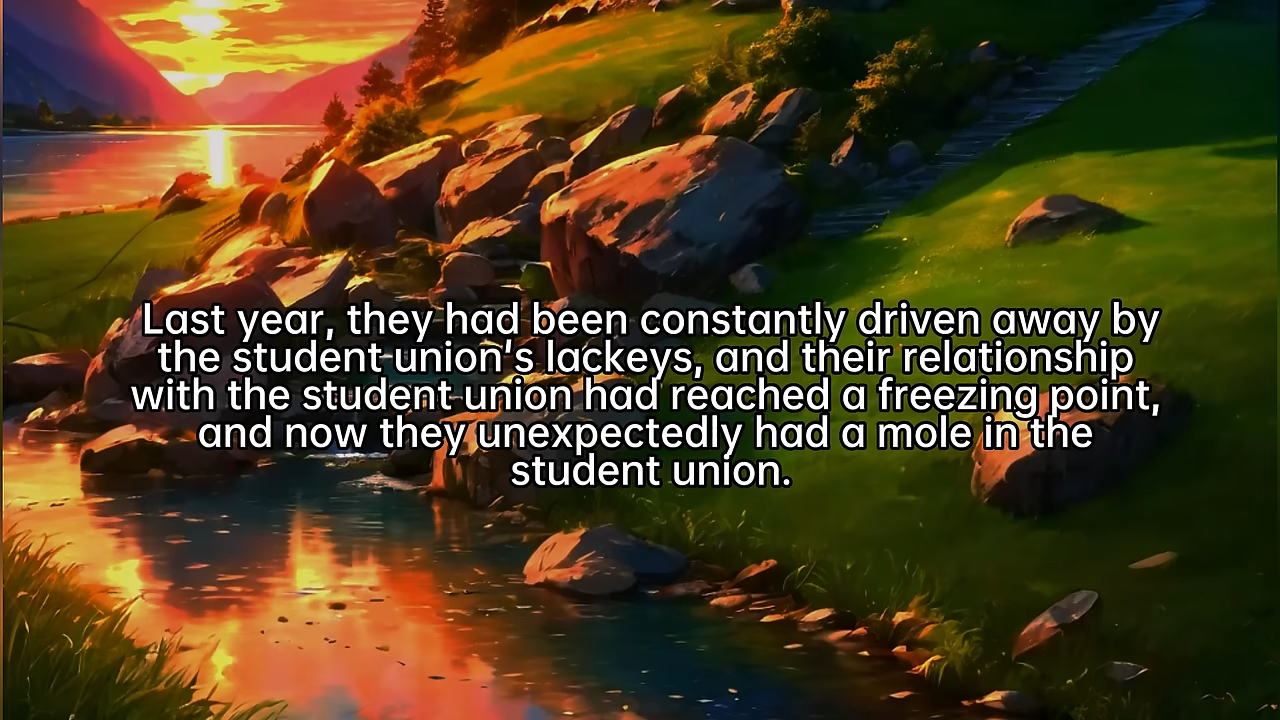 Last year, they had been constantly driven away by
the student union's lackeys, and their relationship
with the student union had reached a freezing point,
and now they unexpectedly had a mole in the
student union.